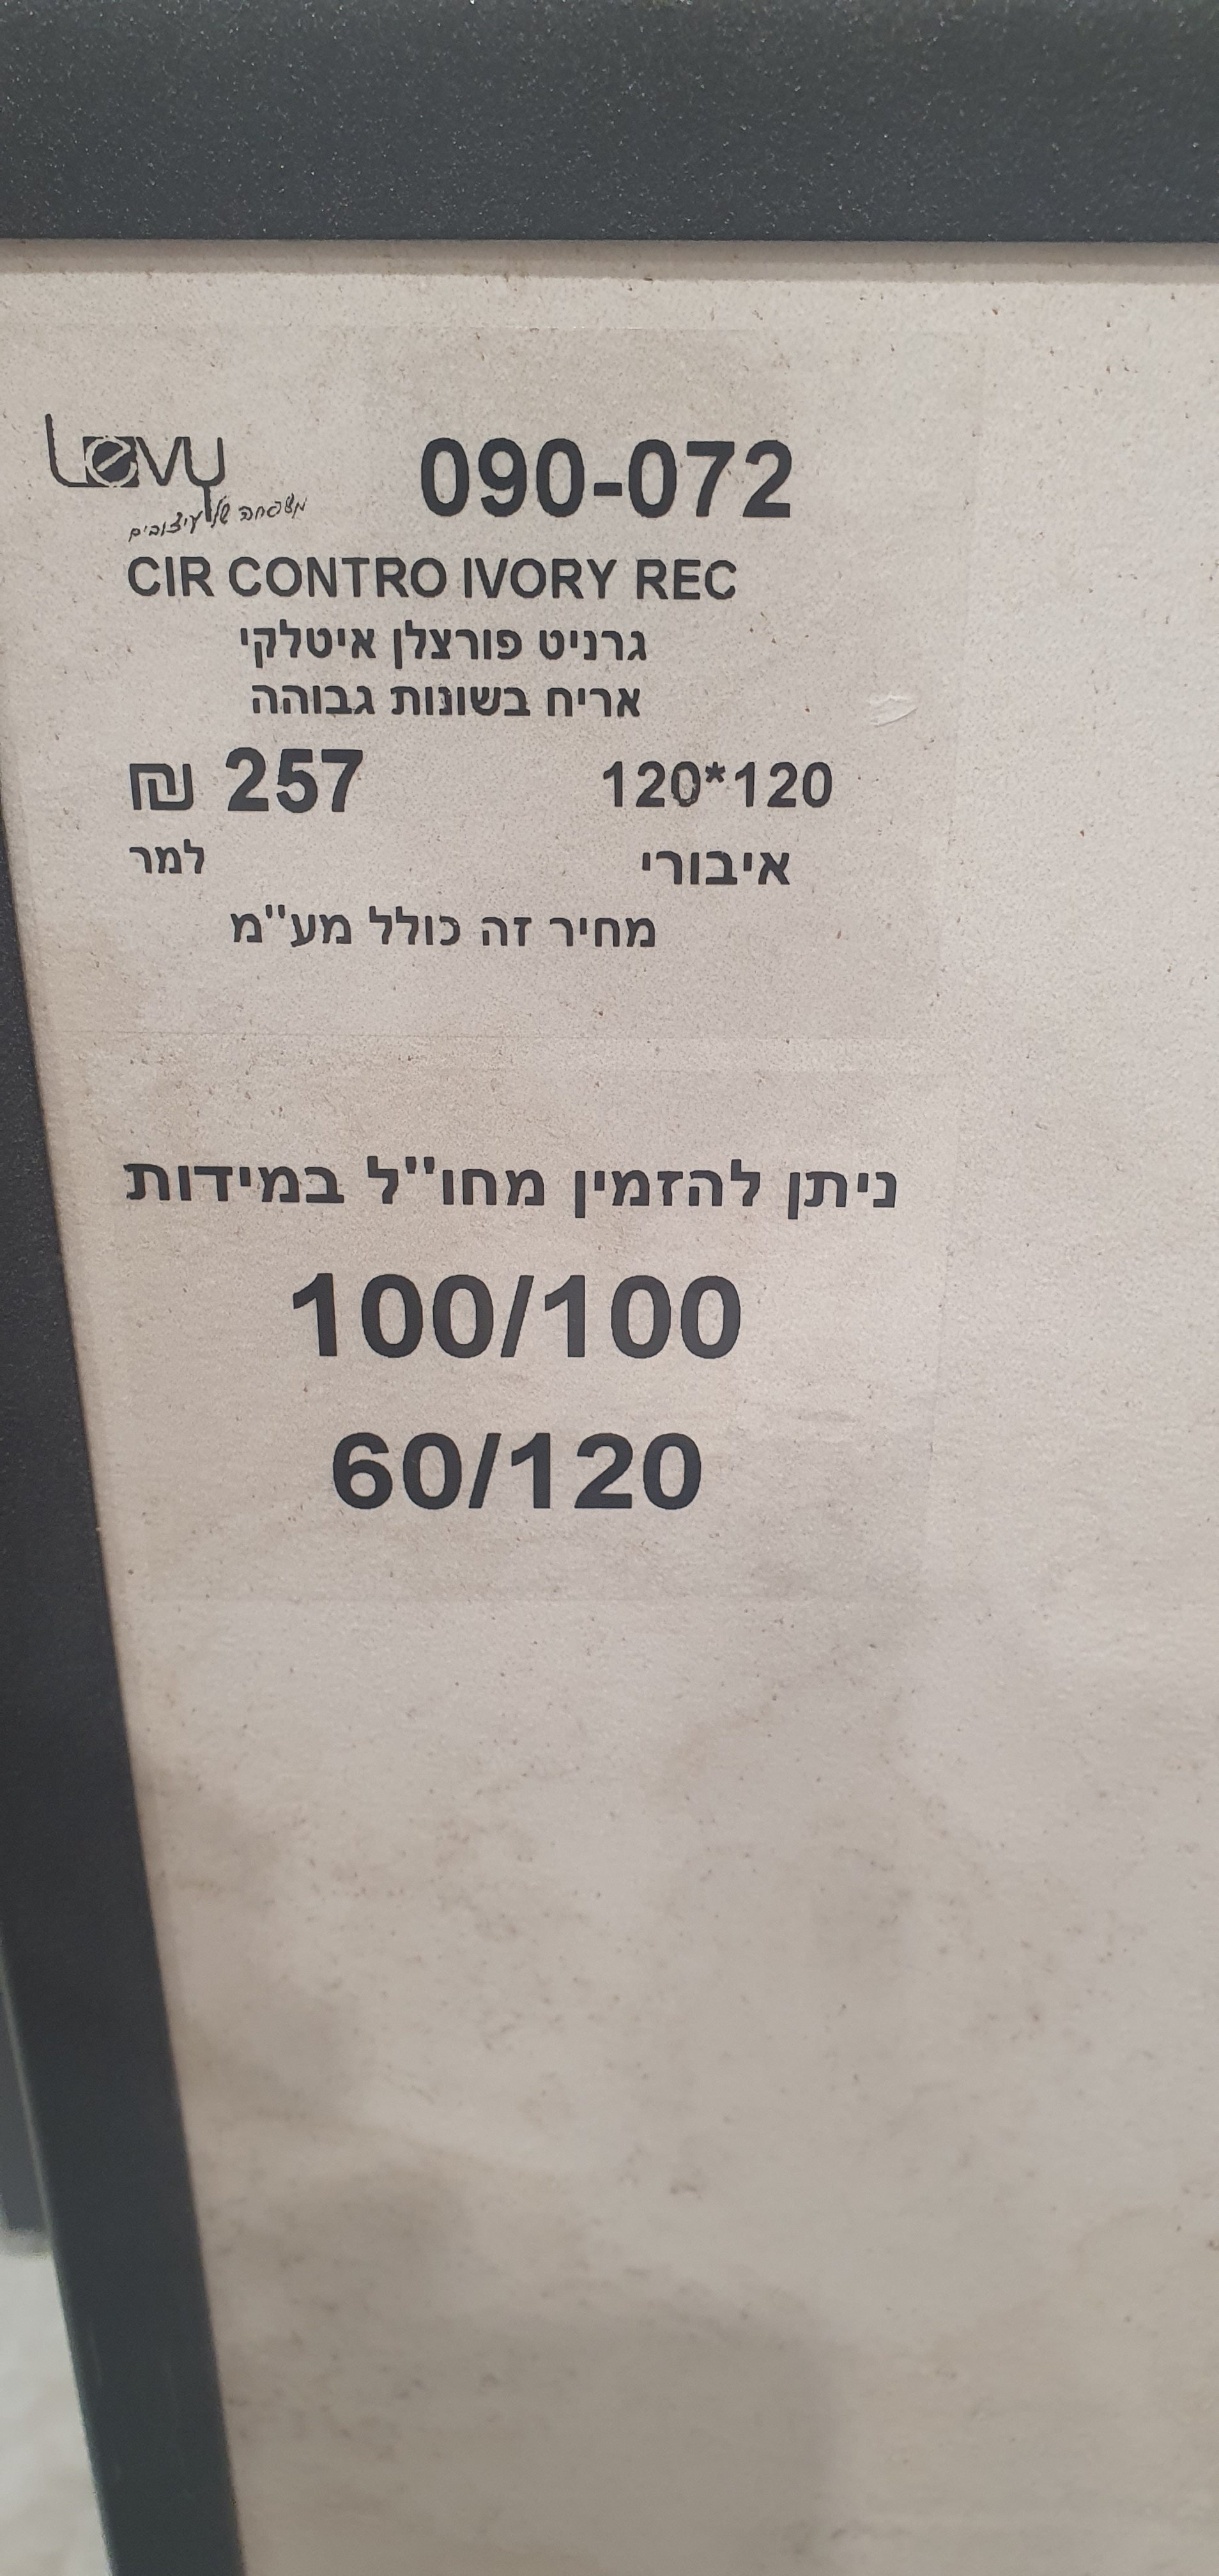 Levy
משפחה של עיצובים
090-072
CIR CONTRO IVORY REC
גרניט פורצלן איטלקי
אריח בשונות גבוהה
120*120 257 ₪
איבורי למר
מחיר זה כולל מע"מ
ניתן להזמין מחו"ל במידות
100/100
60/120